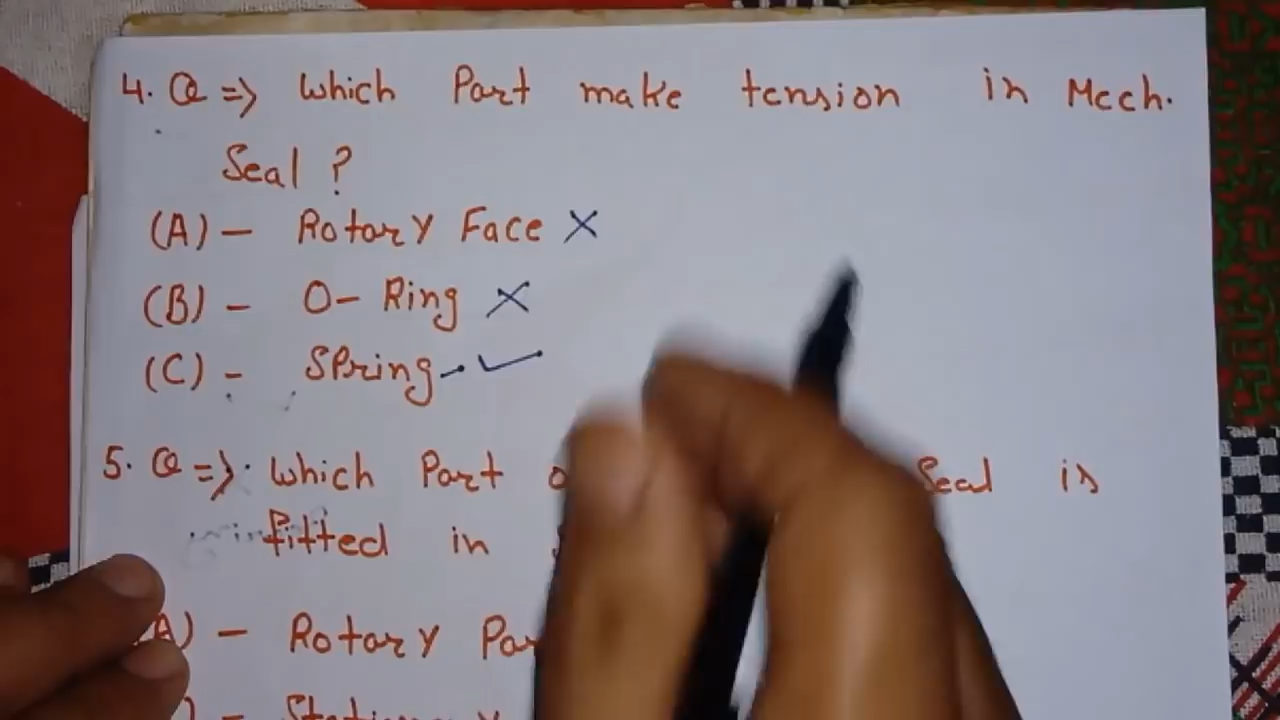 4. Q => Which Part make tension in Mech.
Seal ?
(A) - Rotary Face ×
(B) - O-Ring ×
(C) - Spring ✓
5. Q => Which Part Seal is
fitted in
A) - Rotary
) -